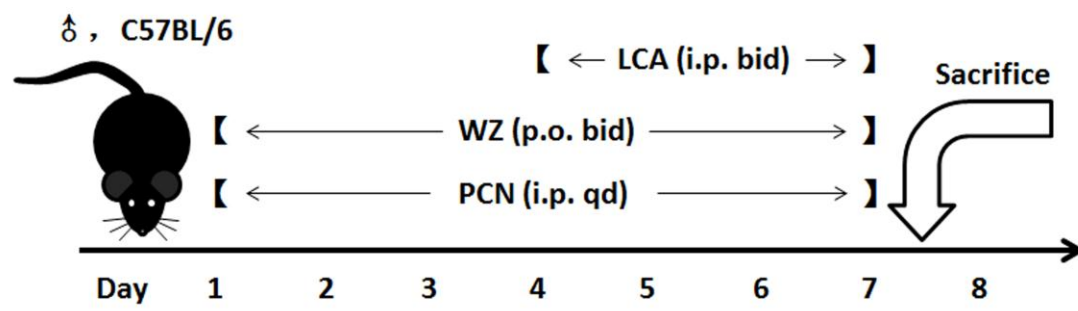 ♂, C57BL/6
【 ← LCA (i.p. bid) → 】
Sacrifice
【 ← WZ (p.o. bid) → 】
【 ← PCN (i.p. qd) → 】
Day 1 2 3 4 5 6 7 8